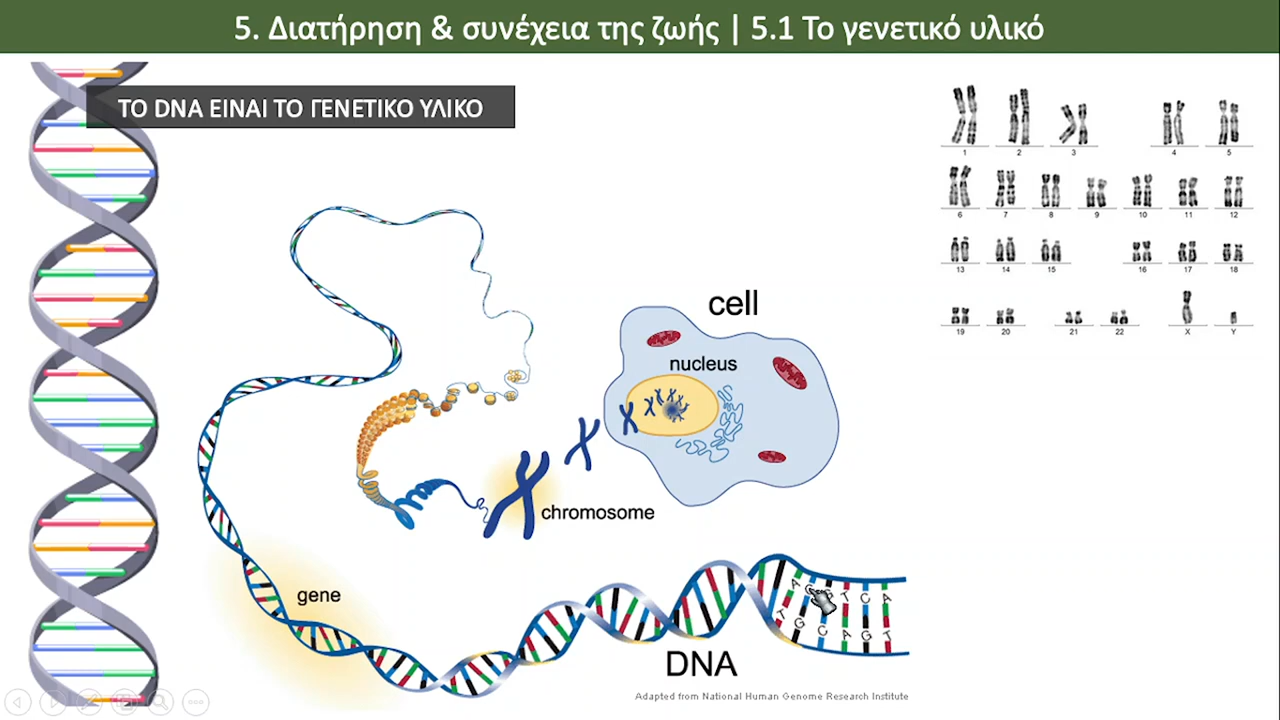 5. Διατήρηση & συνέχεια της ζωής | 5.1 Το γενετικό υλικό
ΤΟ DNA ΕΙΝΑΙ ΤΟ ΓΕΝΕΤΙΚΟ ΥΛΙΚΟ
1 2 3 4 5
6 7 8 9 10 11 12
13 14 15 16 17 18
19 20 21 22 X Y
cell
nucleus
chromosome
gene
A C T C A
T G C A G T
DNA
Adapted from National Human Genome Research Institute